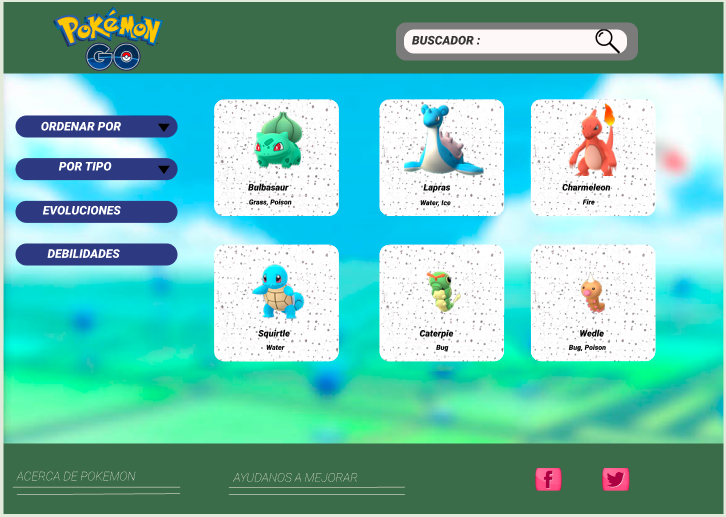 POKéMON
GO
BUSCADOR :
ORDENAR POR
POR TIPO
EVOLUCIONES
DEBILIDADES
Bulbasaur
Grass, Poison
Lapras
Water, Ice
Charmeleon
Fire
Squirtle
Water
Caterpie
Bug
Wedle
Bug, Poison
ACERCA DE POKEMON
AYUDANOS A MEJORAR